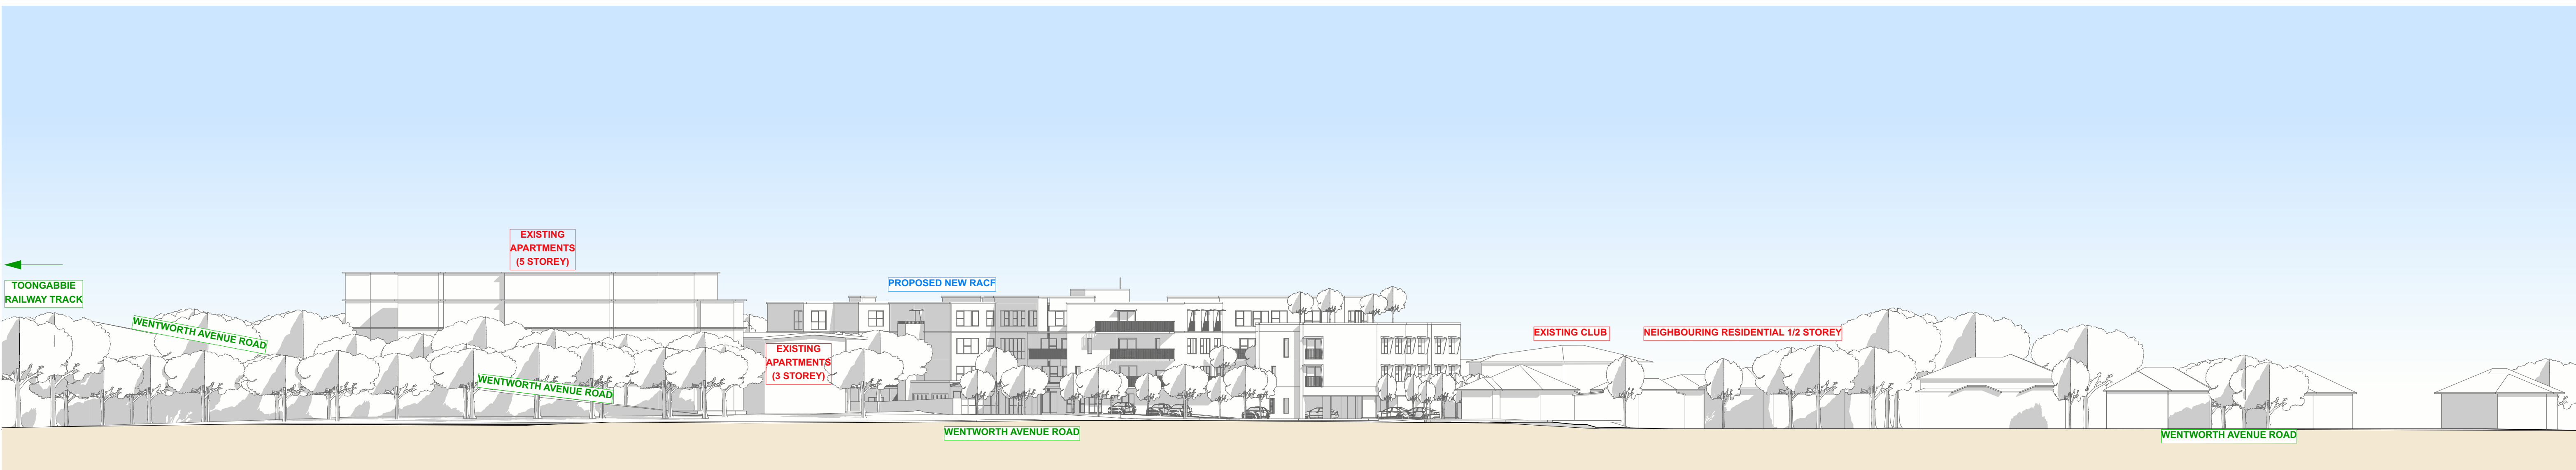 EXISTING
APARTMENTS
(5 STOREY)
TOONGABBIE
RAILWAY TRACK
PROPOSED NEW RACF
WENTWORTH AVENUE ROAD
EXISTING CLUB
NEIGHBOURING RESIDENTIAL 1/2 STOREY
EXISTING
APARTMENTS
(3 STOREY)
WENTWORTH AVENUE ROAD
WENTWORTH AVENUE ROAD
WENTWORTH AVENUE ROAD